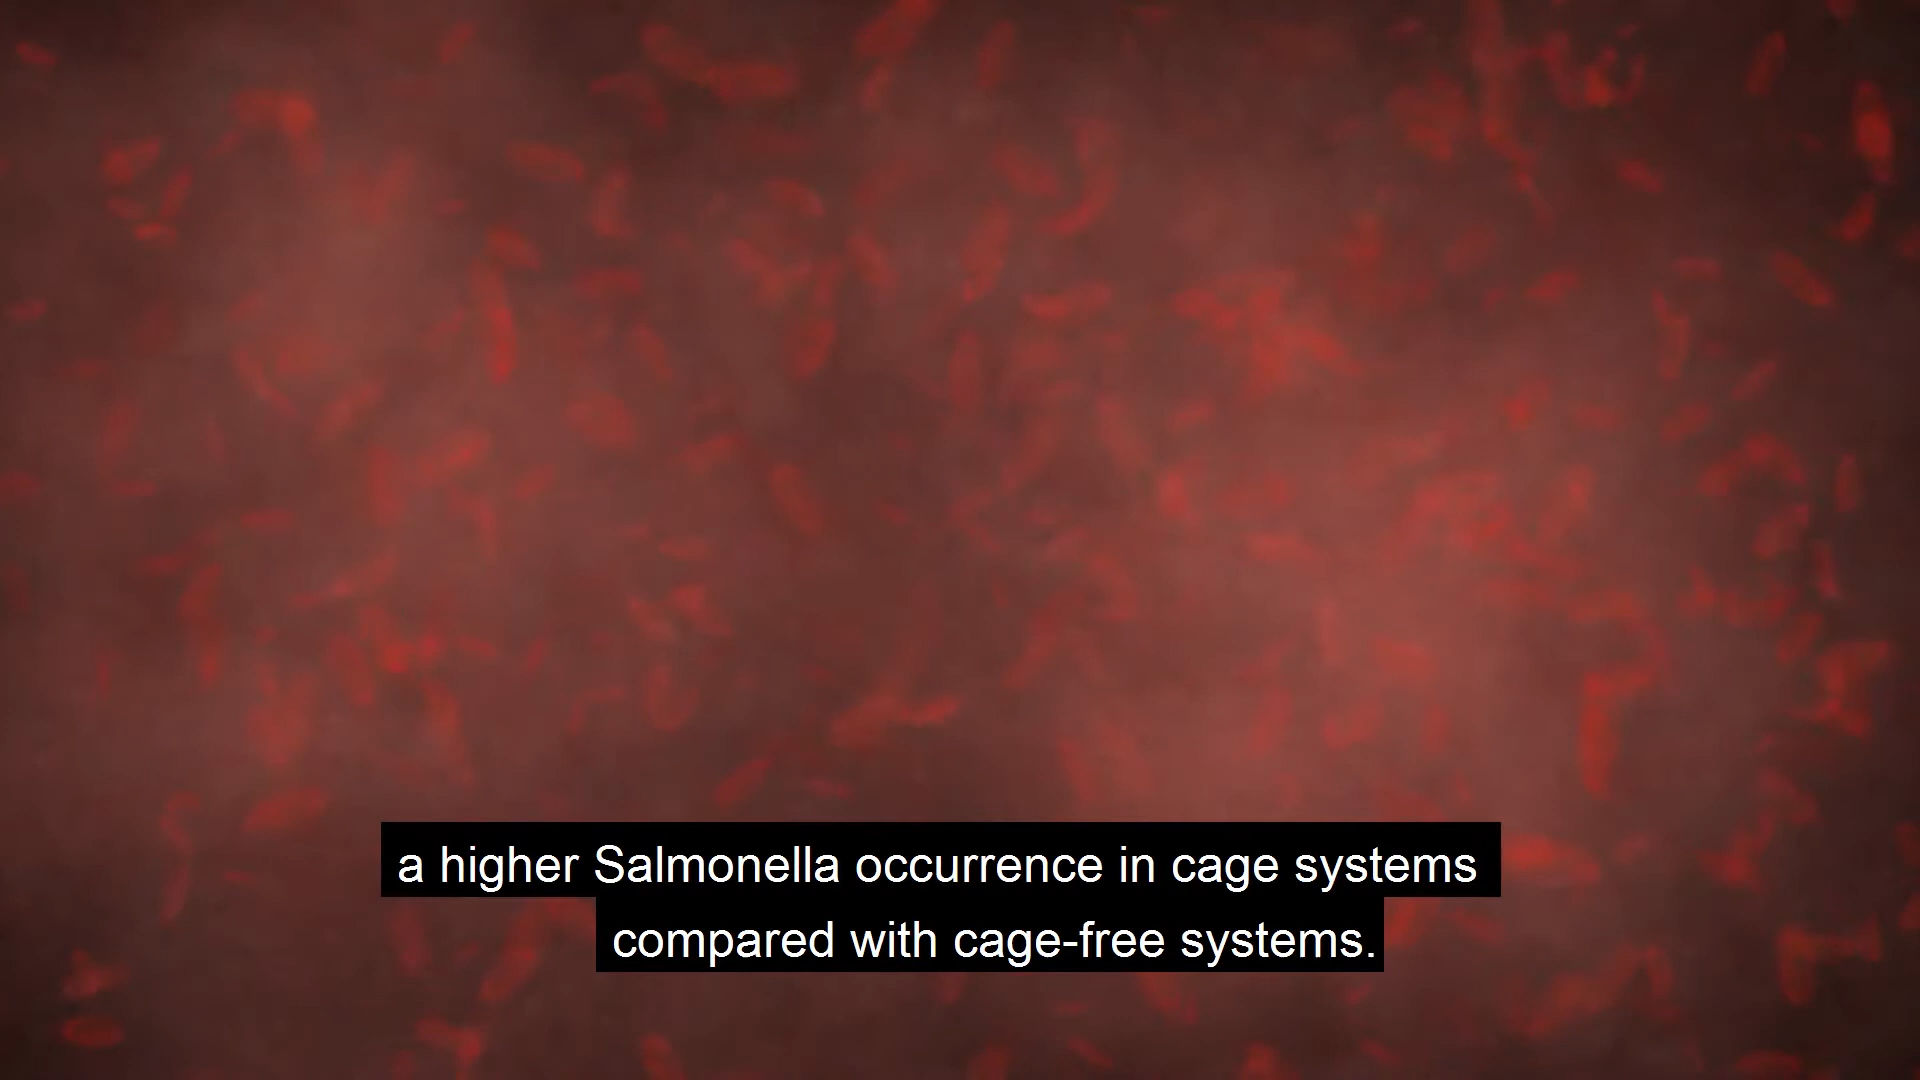 a higher Salmonella occurrence in cage systems
compared with cage-free systems.